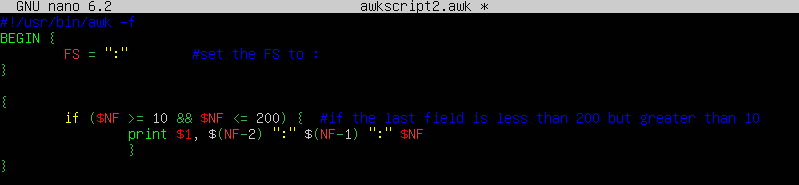 GNU nano 6.2 awkscript2.awk *
#!/usr/bin/awk -f
BEGIN {
FS = ":" #set the FS to :
}
{
if ($NF >= 10 && $NF <= 200) { #if the last field is less than 200 but greater than 10
print $1, $(NF-2) ":" $(NF-1) ":" $NF
}
}